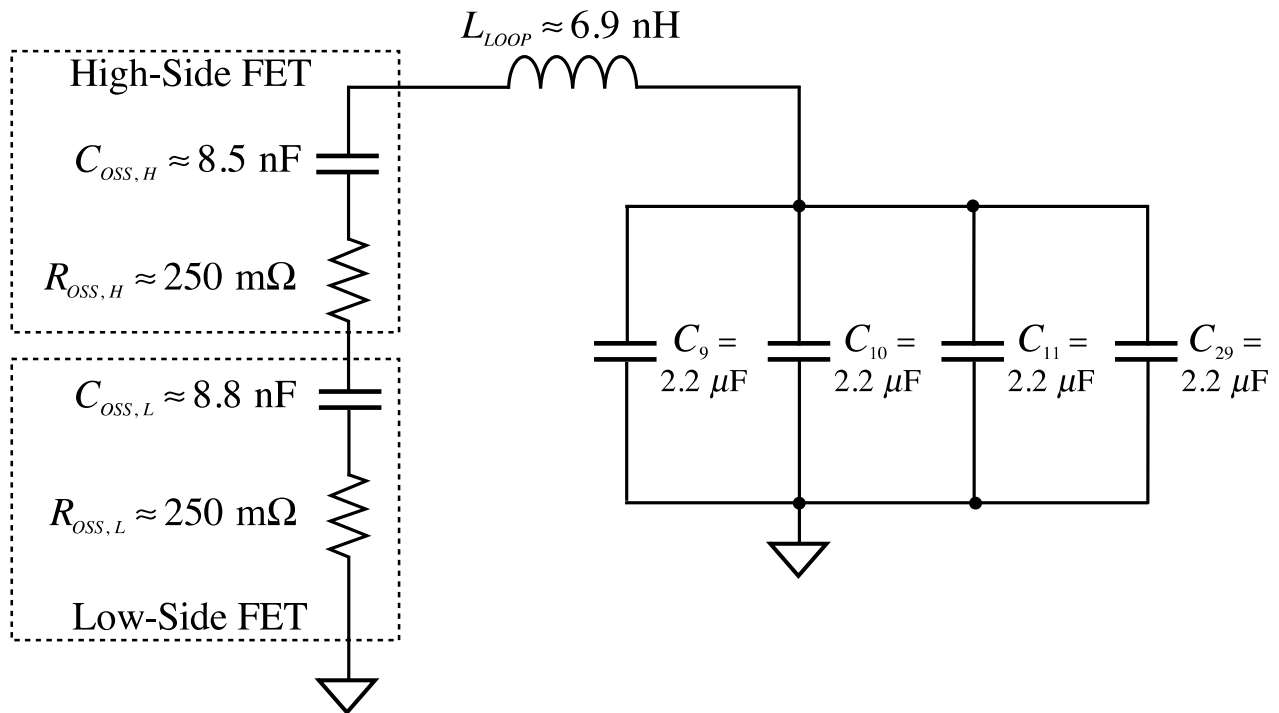 L_LOOP ≈ 6.9 nH
High-Side FET
C_OSS,H ≈ 8.5 nF
R_OSS,H ≈ 250 mΩ
C_OSS,L ≈ 8.8 nF
R_OSS,L ≈ 250 mΩ
Low-Side FET
C_9 =
2.2 μF
C_10 =
2.2 μF
C_11 =
2.2 μF
C_29 =
2.2 μF